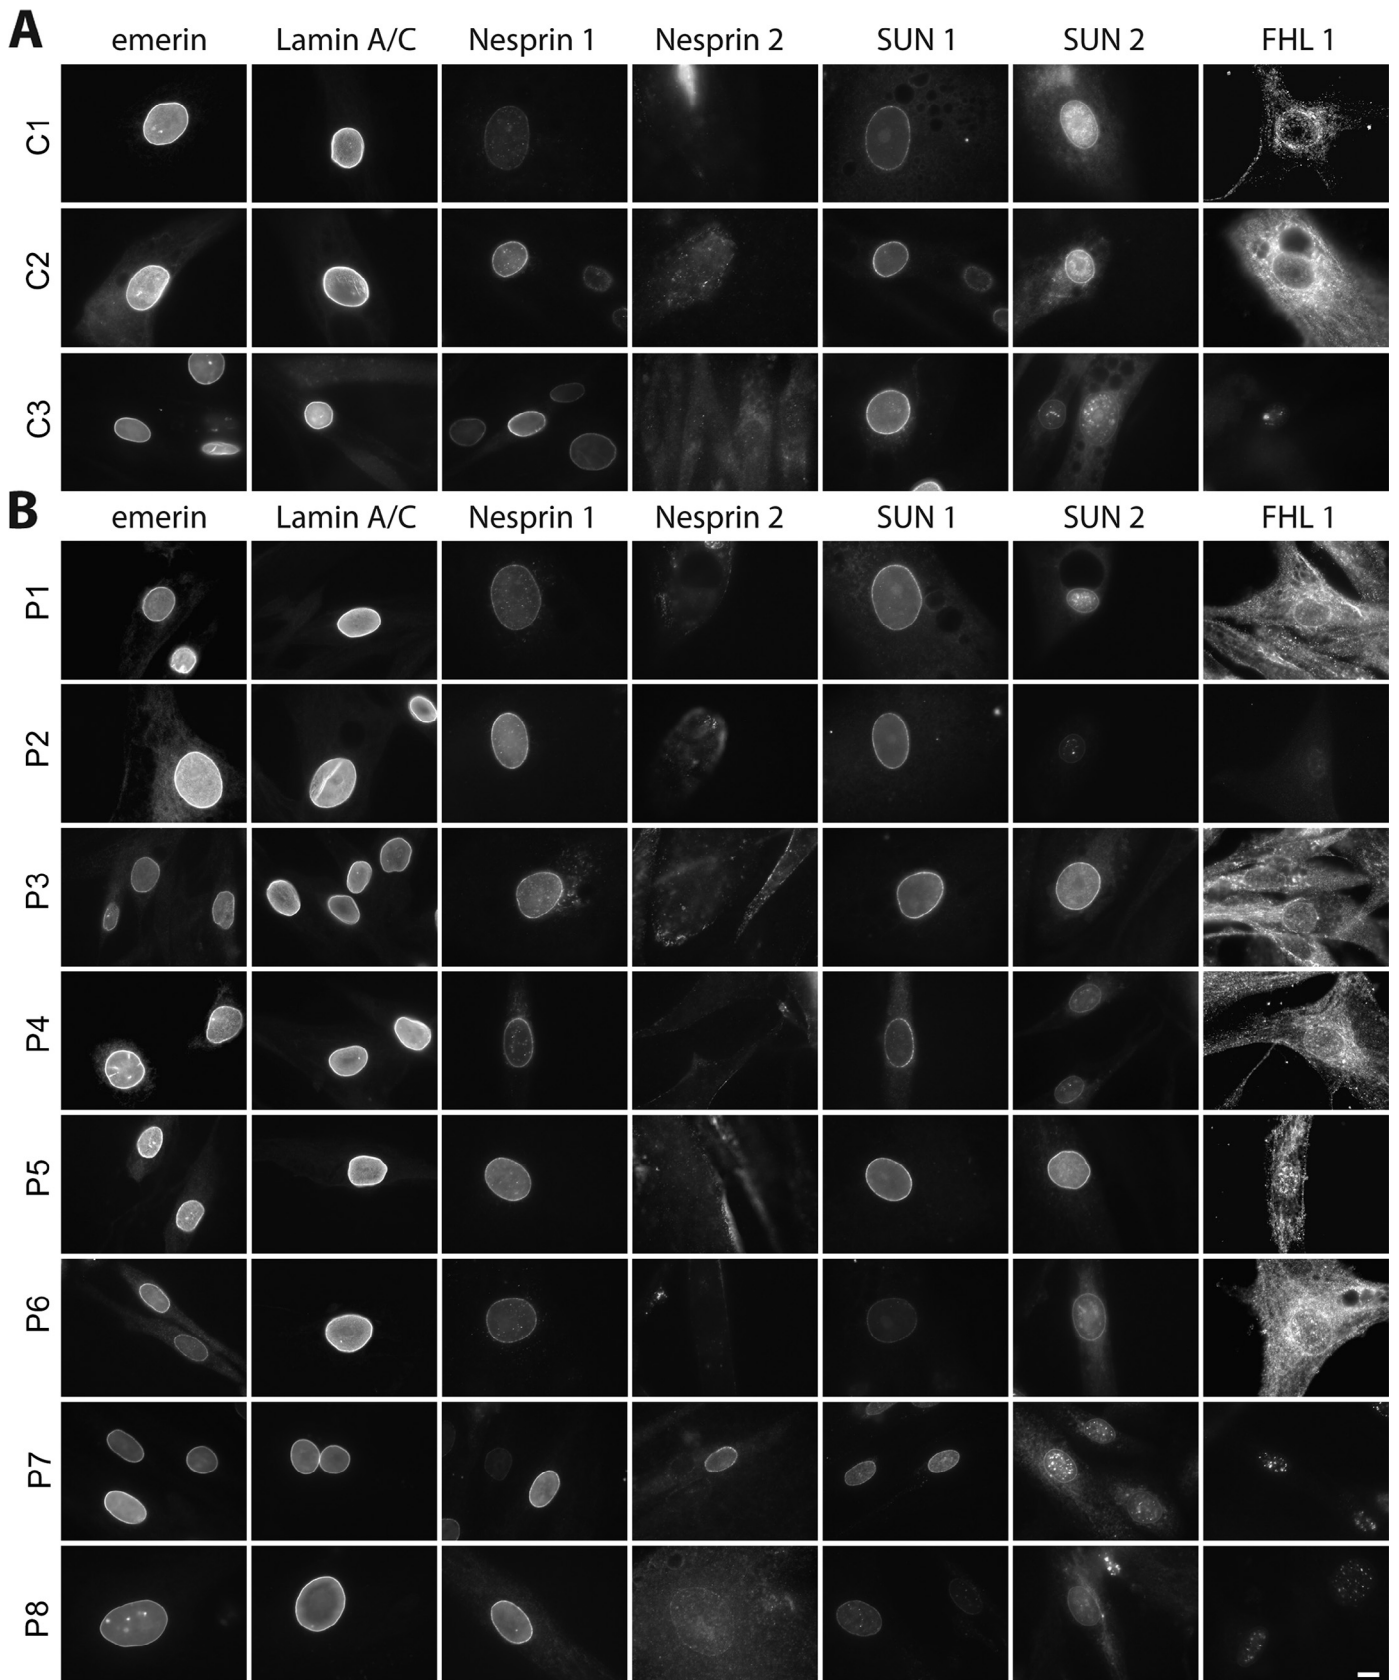 A
emerin Lamin A/C Nesprin 1 Nesprin 2 SUN 1 SUN 2 FHL 1
C1
C2
C3
B
emerin Lamin A/C Nesprin 1 Nesprin 2 SUN 1 SUN 2 FHL 1
P1
P2
P3
P4
P5
P6
P7
P8